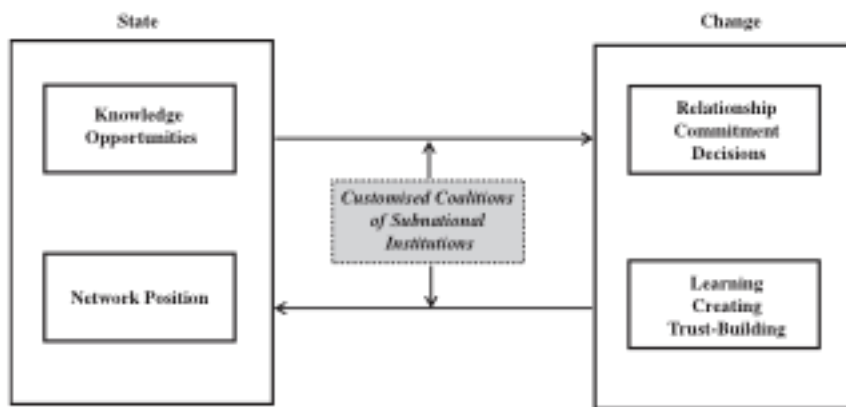 State
Change
Knowledge
Opportunities
Relationship
Commitment
Decisions
Customised Coalitions
of Subnational
Institutions
Network Position
Learning
Creating
Trust-Building